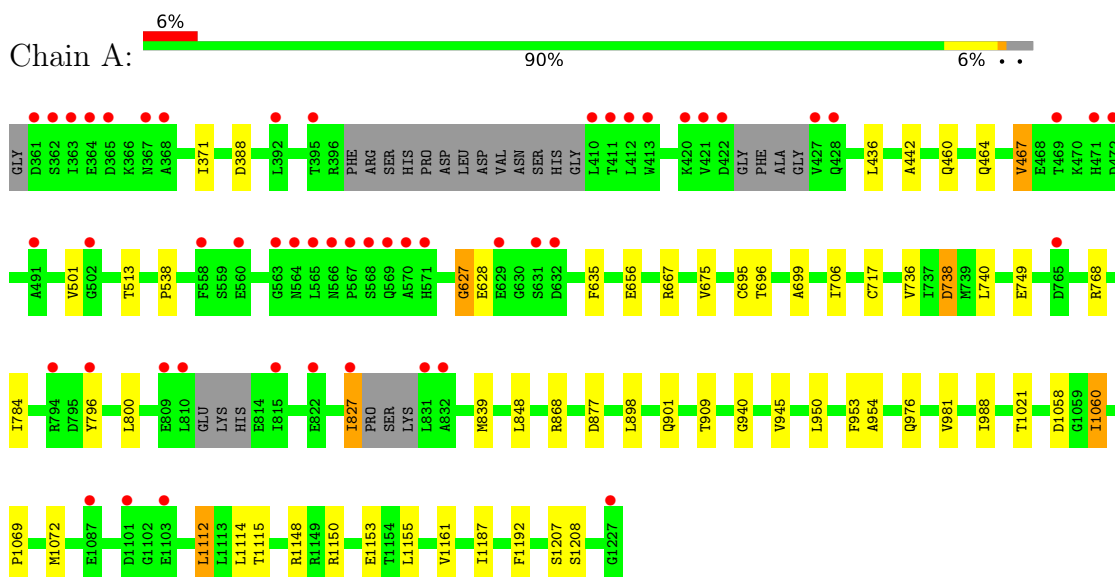 6%
Chain A:
90% 6% • •
GLY D361 S362 I363 E364 D365 K366 N367 A368 I371 D388 L392 T395 R396 PHE ARG SER HIS PRO ASP LEU ASP VAL ASN SER HIS GLY L410 T411 L412 W413 K420 V421 D422 GLY PHE ALA GLY V427 Q428 L436 A442 Q460 Q464 V467 E468 T469 K470 H471 D472
A491 V501 G502 T513 P538 F558 S559 E560 G563 N564 L565 N566 P567 S568 Q569 A570 H571 G627 E628 E629 G630 S631 D632 F635 E656 R667 V675 C695 T696 A699 I706 C717 V736 I737 D738 M739 L740 E749 D765 R768
I784 R794 D795 Y796 L800 E809 L810 GLU LYS HIS E814 I815 E822 I827 PRO SER LYS L831 A832 M839 L848 R868 D877 L898 Q901 T909 G940 V945 L950 F953 A954 Q976 V981 I988 T1021 D1058 G1059 I1060
P1069 M1072 E1087 D1101 G1102 E1103 L1112 L1113 L1114 T1115 R1148 R1149 R1150 E1153 T1154 L1155 V1161 I1187 F1192 S1207 S1208 G1227